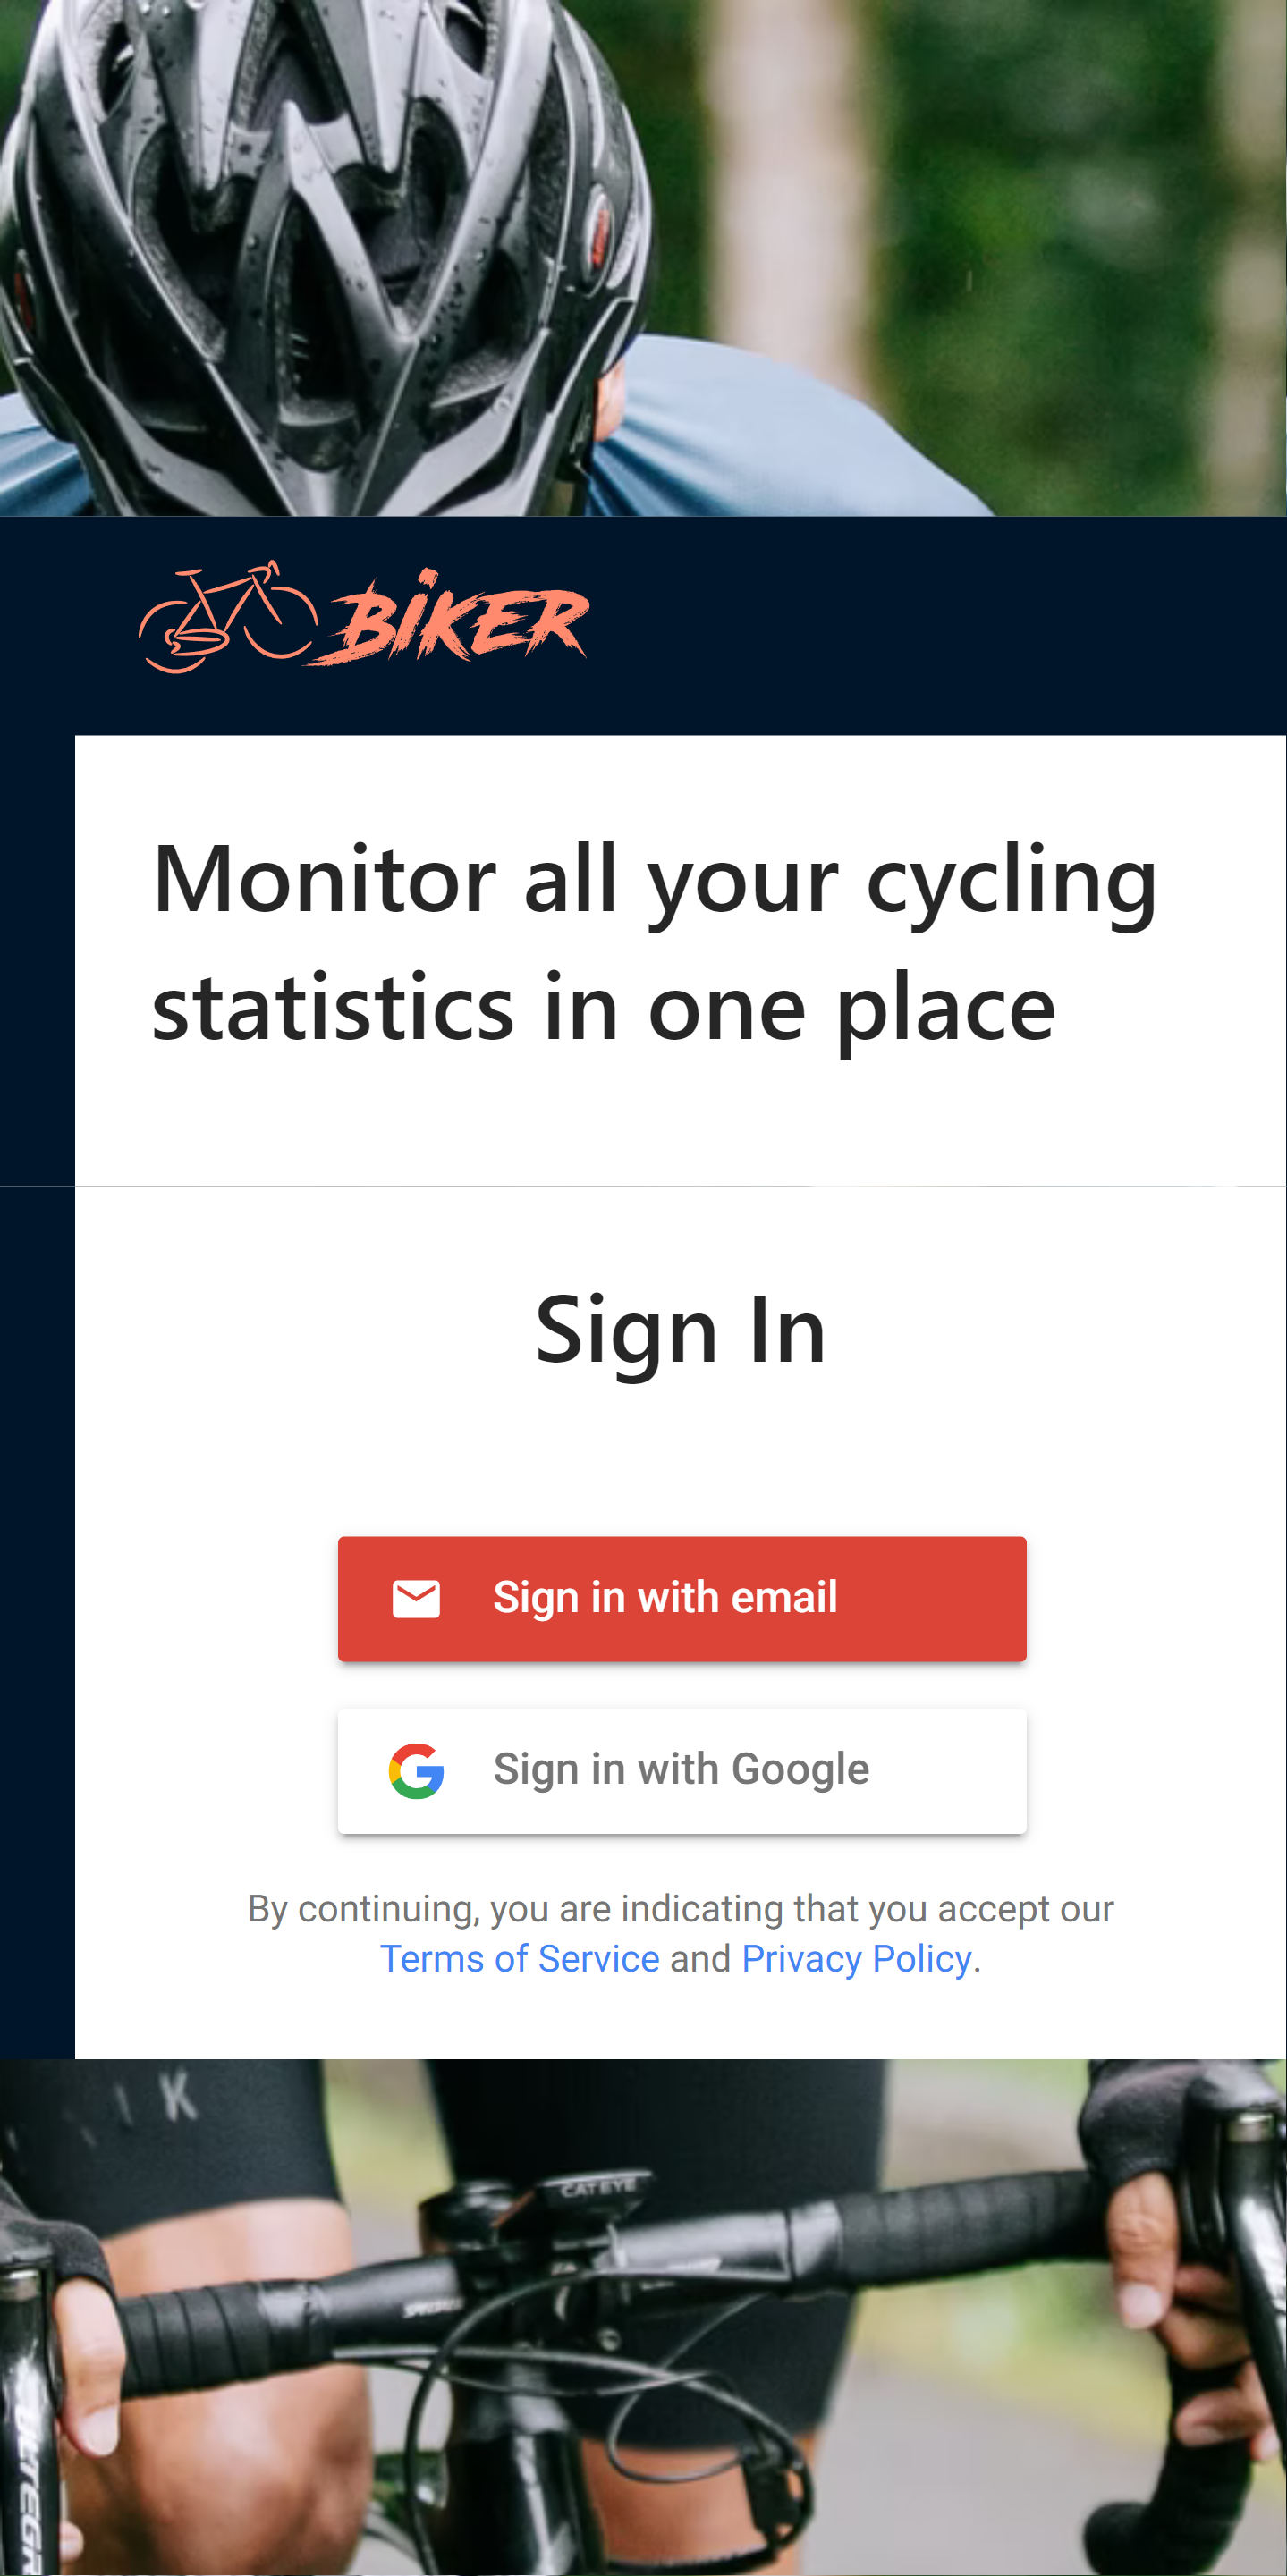 BIKER
Monitor all your cycling
statistics in one place
Sign In
Sign in with email
Sign in with Google
By continuing, you are indicating that you accept our
Terms of Service and Privacy Policy.
K
CATEYE